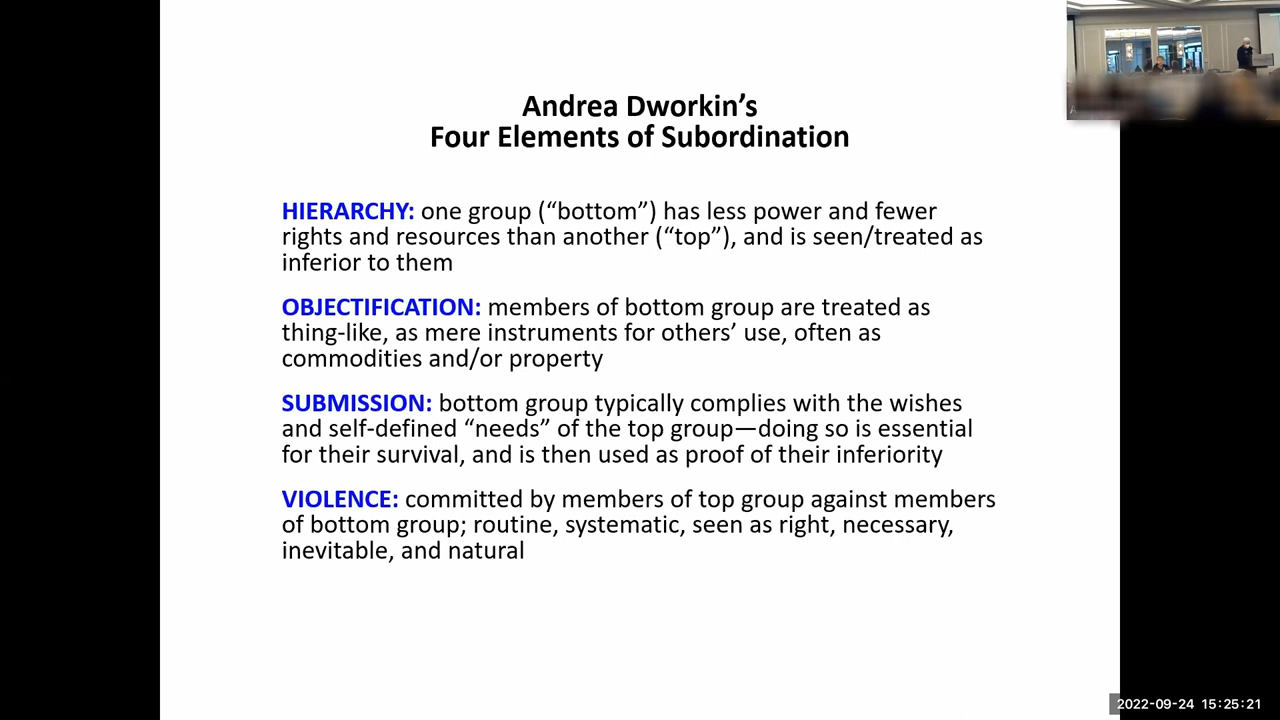 Andrea Dworkin’s
Four Elements of Subordination
HIERARCHY: one group (“bottom”) has less power and fewer
rights and resources than another (“top”), and is seen/treated as
inferior to them
OBJECTIFICATION: members of bottom group are treated as
thing-like, as mere instruments for others’ use, often as
commodities and/or property
SUBMISSION: bottom group typically complies with the wishes
and self-defined “needs” of the top group—doing so is essential
for their survival, and is then used as proof of their inferiority
VIOLENCE: committed by members of top group against members
of bottom group; routine, systematic, seen as right, necessary,
inevitable, and natural
2022-09-24 15:25:21